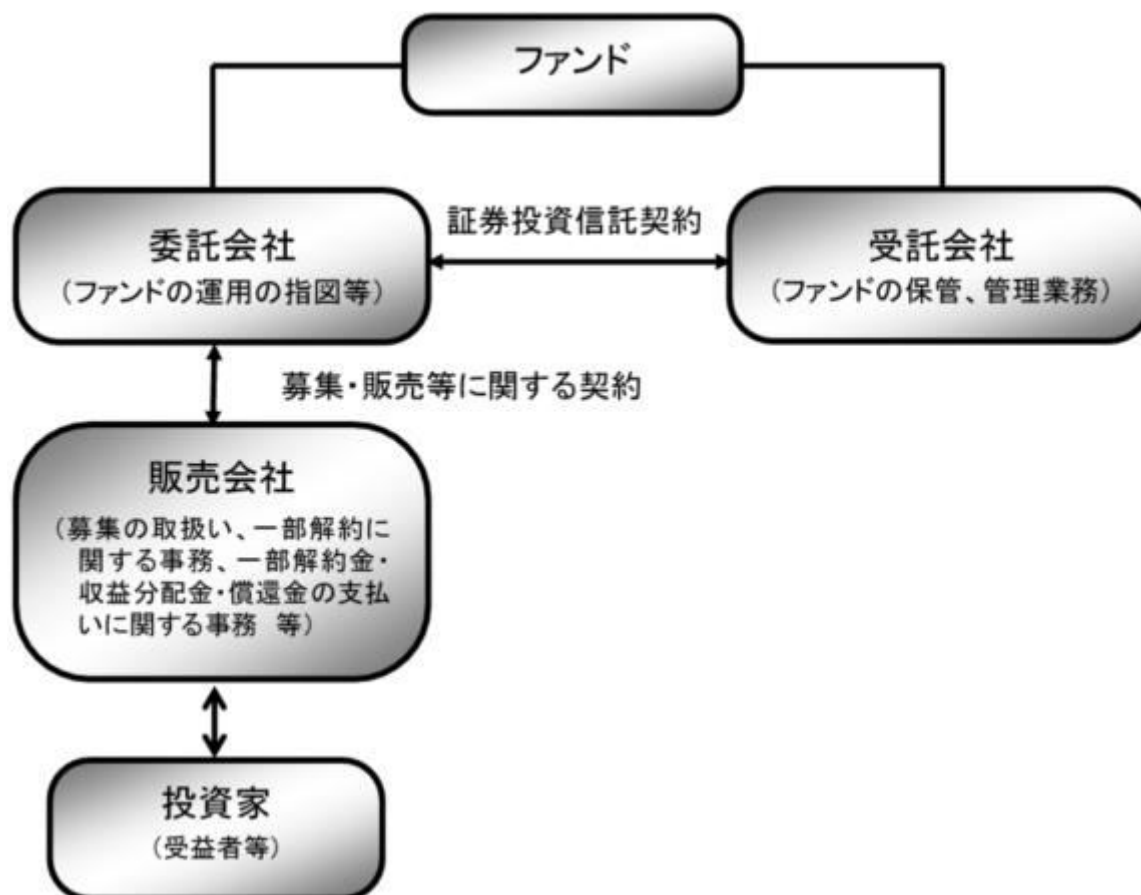 ファンド
委託会社
(ファンドの運用の指図等)
証券投資信託契約
受託会社
(ファンドの保管、管理業務)
募集・販売等に関する契約
販売会社
(募集の取扱い、一部解約に
関する事務、一部解約金・
収益分配金・償還金の支払
いに関する事務 等)
投資家
(受益者等)